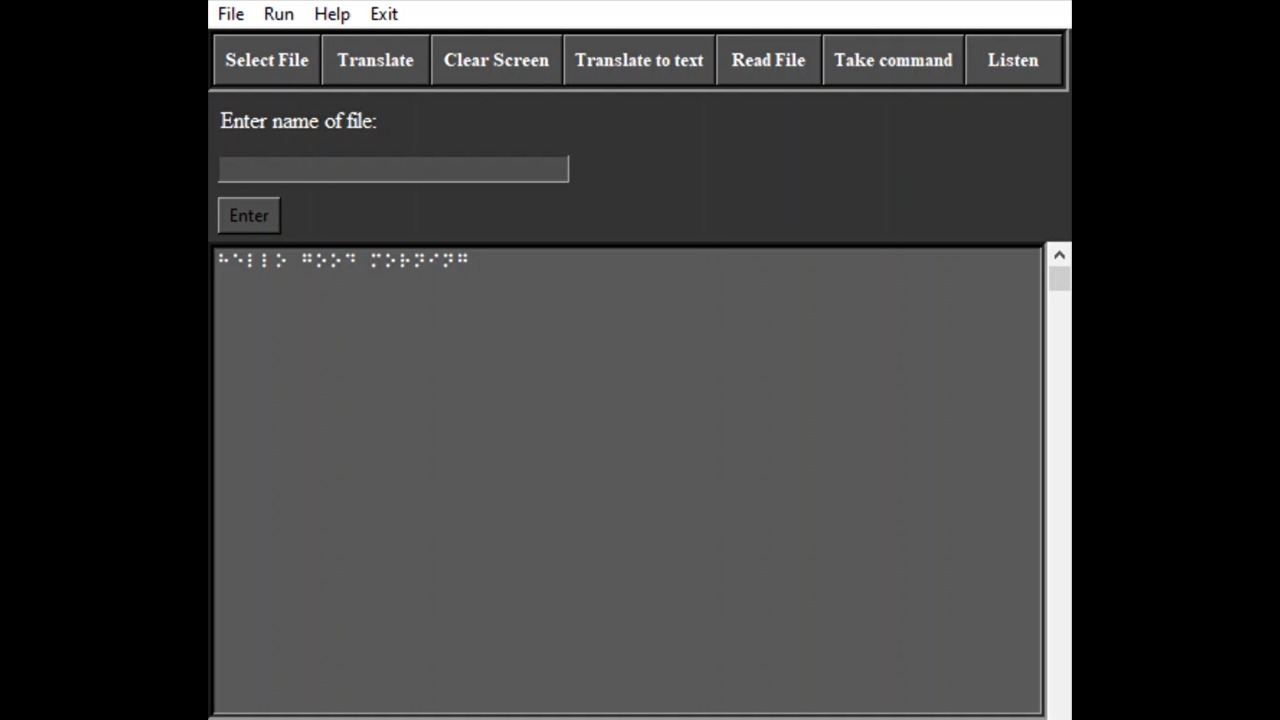 File Run Help Exit
Select File Translate Clear Screen Translate to text Read File Take command Listen
Enter name of file:
Enter
⠓⠑⠇⠇⠕ ⠛⠕⠕⠙ ⠍⠕⠗⠝⠊⠝⠛